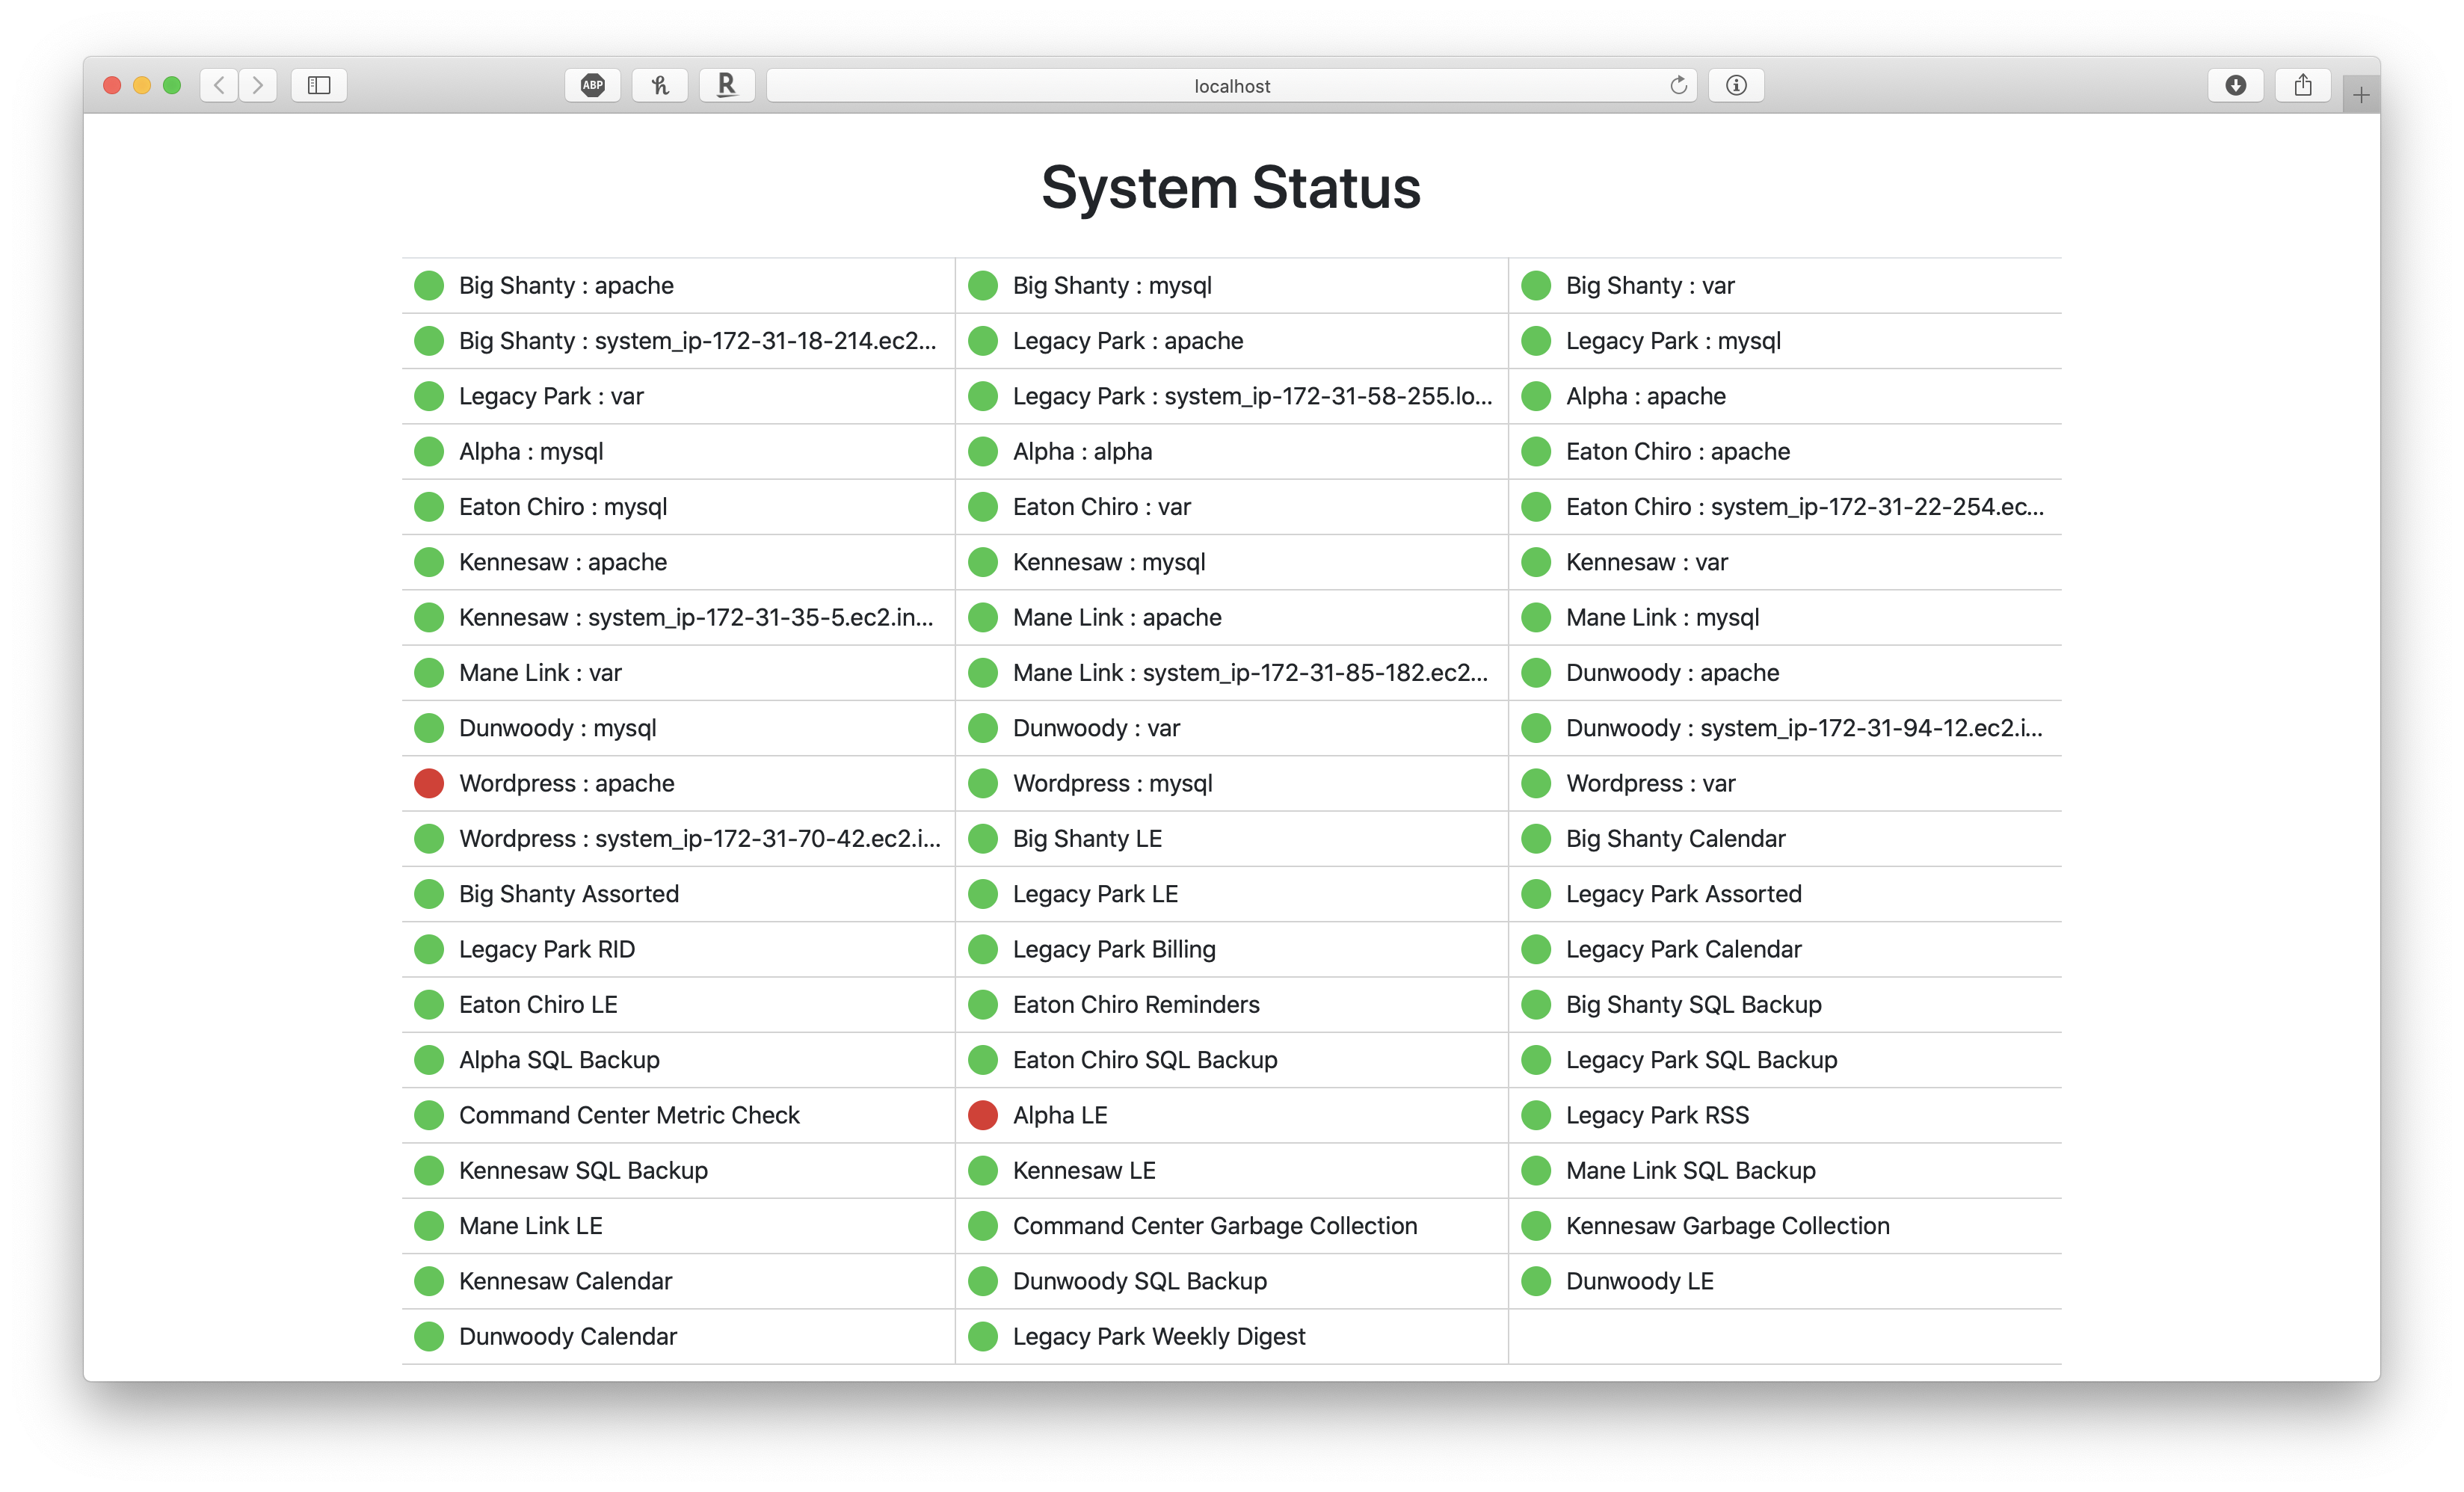 ABP
h
R
localhost
System Status
Big Shanty : apache
Big Shanty : mysql
Big Shanty : var
Big Shanty : system_ip-172-31-18-214.ec2...
Legacy Park : apache
Legacy Park : mysql
Legacy Park : var
Legacy Park : system_ip-172-31-58-255.lo...
Alpha : apache
Alpha : mysql
Alpha : alpha
Eaton Chiro : apache
Eaton Chiro : mysql
Eaton Chiro : var
Eaton Chiro : system_ip-172-31-22-254.ec...
Kennesaw : apache
Kennesaw : mysql
Kennesaw : var
Kennesaw : system_ip-172-31-35-5.ec2.in...
Mane Link : apache
Mane Link : mysql
Mane Link : var
Mane Link : system_ip-172-31-85-182.ec2...
Dunwoody : apache
Dunwoody : mysql
Dunwoody : var
Dunwoody : system_ip-172-31-94-12.ec2.i...
Wordpress : apache
Wordpress : mysql
Wordpress : var
Wordpress : system_ip-172-31-70-42.ec2.i...
Big Shanty LE
Big Shanty Calendar
Big Shanty Assorted
Legacy Park LE
Legacy Park Assorted
Legacy Park RID
Legacy Park Billing
Legacy Park Calendar
Eaton Chiro LE
Eaton Chiro Reminders
Big Shanty SQL Backup
Alpha SQL Backup
Eaton Chiro SQL Backup
Legacy Park SQL Backup
Command Center Metric Check
Alpha LE
Legacy Park RSS
Kennesaw SQL Backup
Kennesaw LE
Mane Link SQL Backup
Mane Link LE
Command Center Garbage Collection
Kennesaw Garbage Collection
Kennesaw Calendar
Dunwoody SQL Backup
Dunwoody LE
Dunwoody Calendar
Legacy Park Weekly Digest